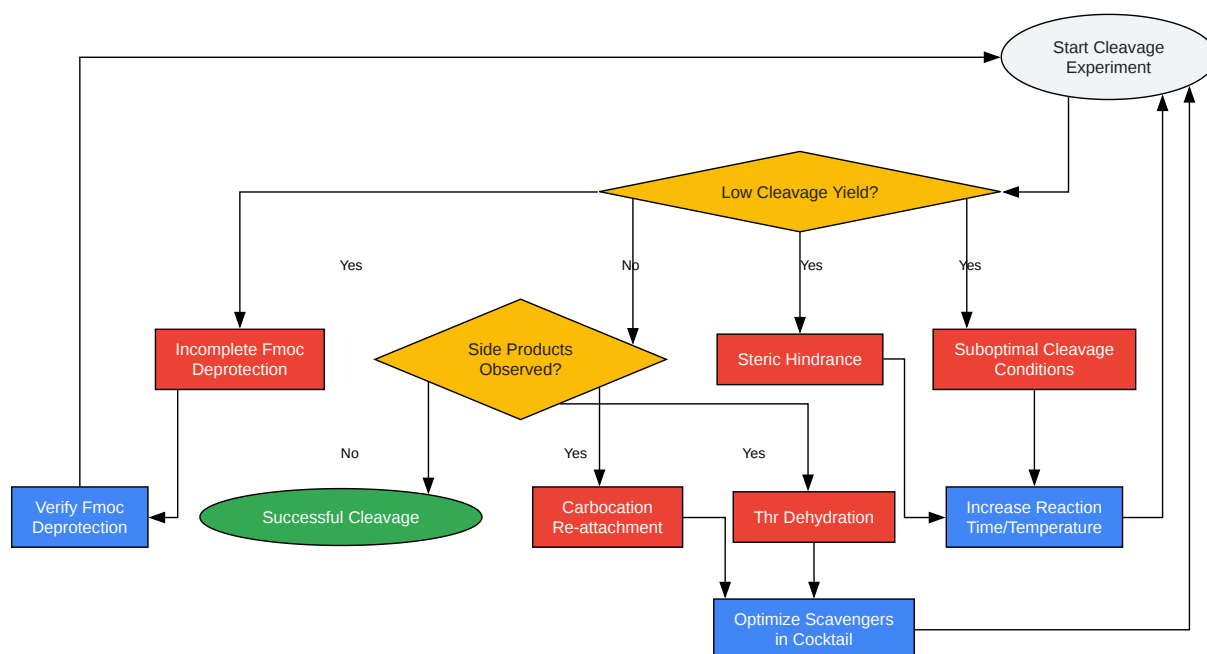 Start Cleavage
Experiment
Low Cleavage Yield?
Yes
No
Yes
Yes
Incomplete Fmoc
Deprotection
Side Products
Observed?
Steric Hindrance
Suboptimal Cleavage
Conditions
No
Yes
Yes
Verify Fmoc
Deprotection
Successful Cleavage
Carbocation
Re-attachment
Thr Dehydration
Increase Reaction
Time/Temperature
Optimize Scavengers
in Cocktail